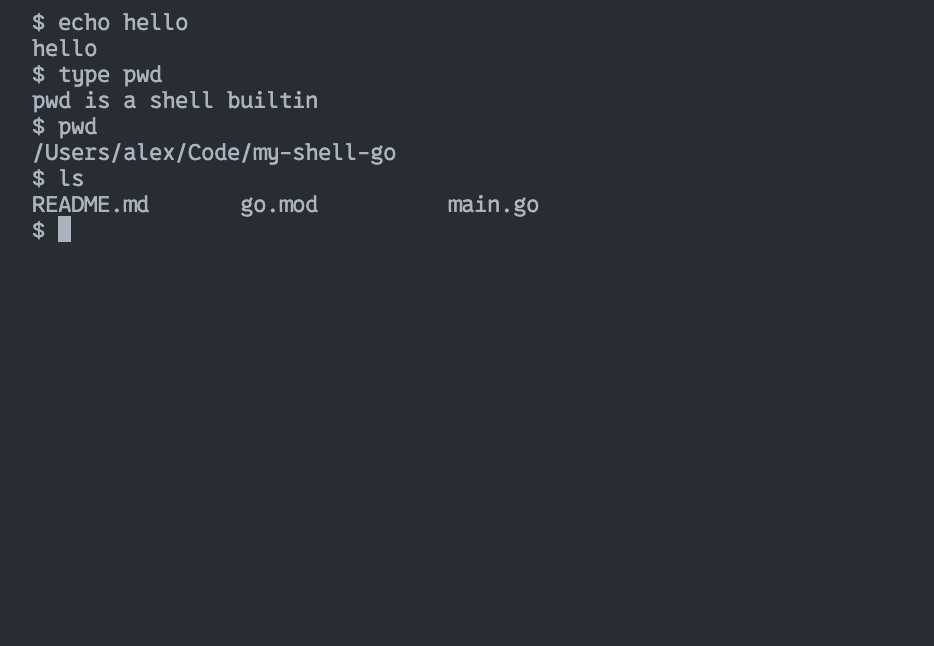 $ echo hello
hello
$ type pwd
pwd is a shell builtin
$ pwd
/Users/alex/Code/my-shell-go
$ ls
README.md       go.mod          main.go
$